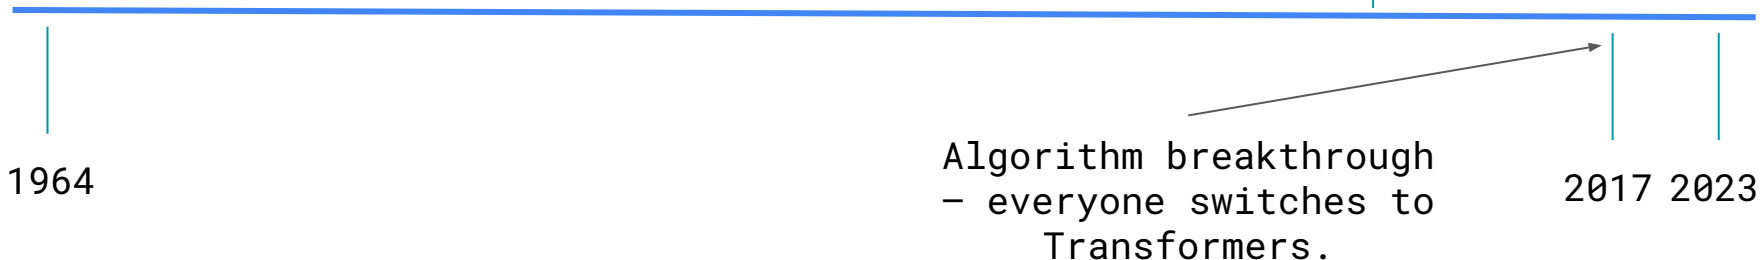 1964
Algorithm breakthrough
– everyone switches to
Transformers.
2017
2023